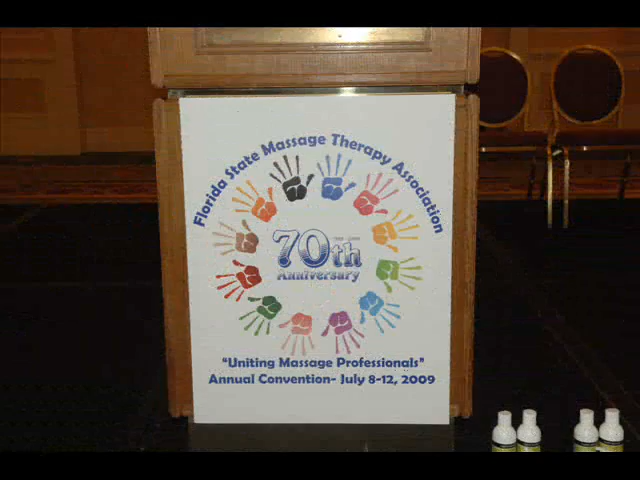 Florida State Massage Therapy Association
70th
Anniversary
"Uniting Massage Professionals"
Annual Convention- July 8-12, 2009